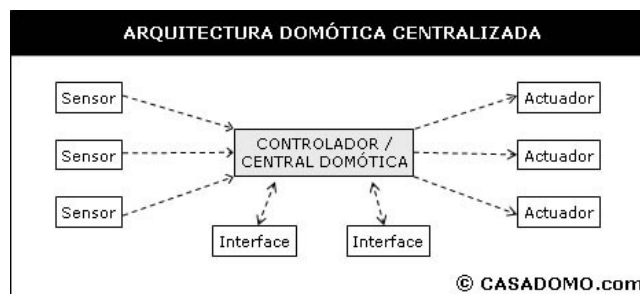 ARQUITECTURA DOMÓTICA CENTRALIZADA
Sensor
Actuador
Sensor
CONTROLADOR /
CENTRAL DOMÓTICA
Actuador
Sensor
Actuador
Interface
Interface
© CASADOMO.com